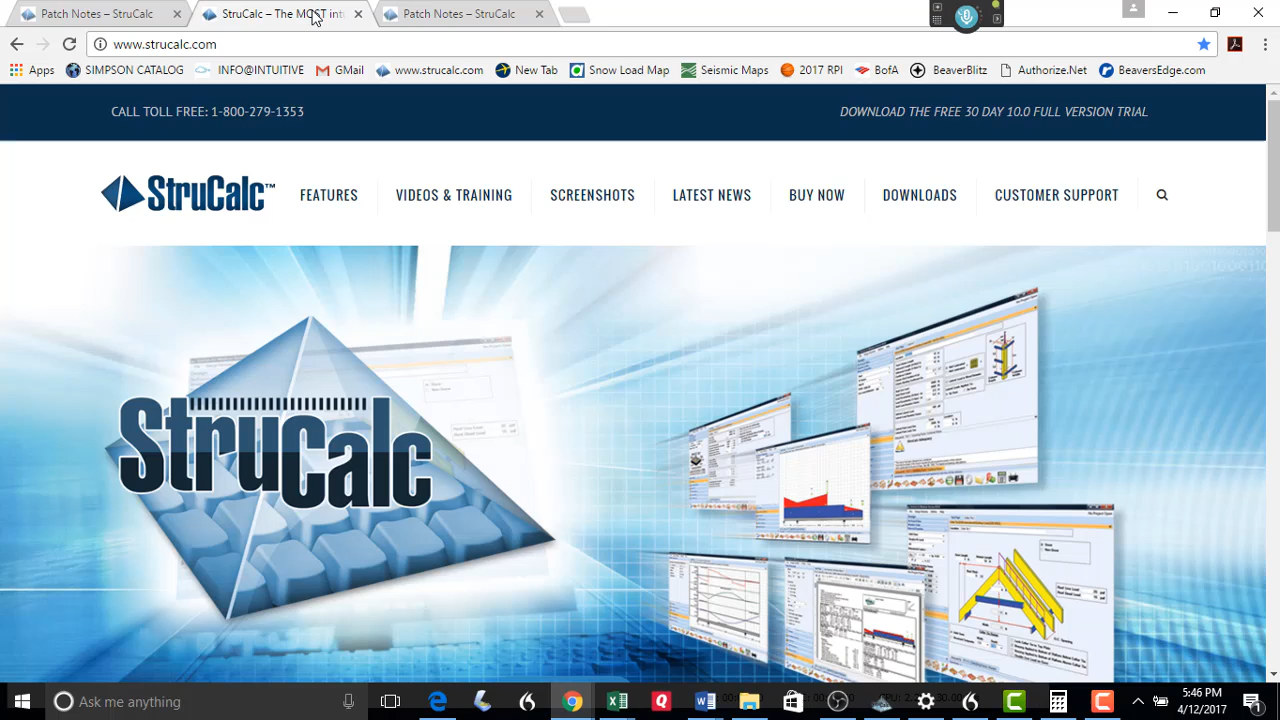 Patch Notes – StruCalc
StruCalc – The MOST int
Patch Notes – StruCalc
www.strucalc.com
Apps
SIMPSON CATALOG
INFO@INTUITIVE
GMail
www.strucalc.com
New Tab
Snow Load Map
Seismic Maps
2017 RPI
BofA
BeaverBlitz
Authorize.Net
BeaversEdge.com
CALL TOLL FREE: 1-800-279-1353
DOWNLOAD THE FREE 30 DAY 10.0 FULL VERSION TRIAL
StruCalc™
FEATURES
VIDEOS & TRAINING
SCREENSHOTS
LATEST NEWS
BUY NOW
DOWNLOADS
CUSTOMER SUPPORT
StruCalc
Ask me anything
5:46 PM
4/12/2017